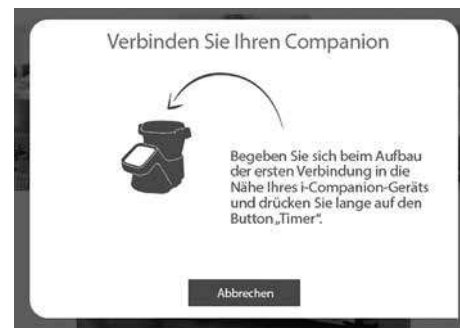 Verbinden Sie Ihren Companion
Begeben Sie sich beim Aufbau
der ersten Verbindung in die
Nähe Ihres i-Companion-Geräts
und drücken Sie lange auf den
Button „Timer“.
Abbrechen